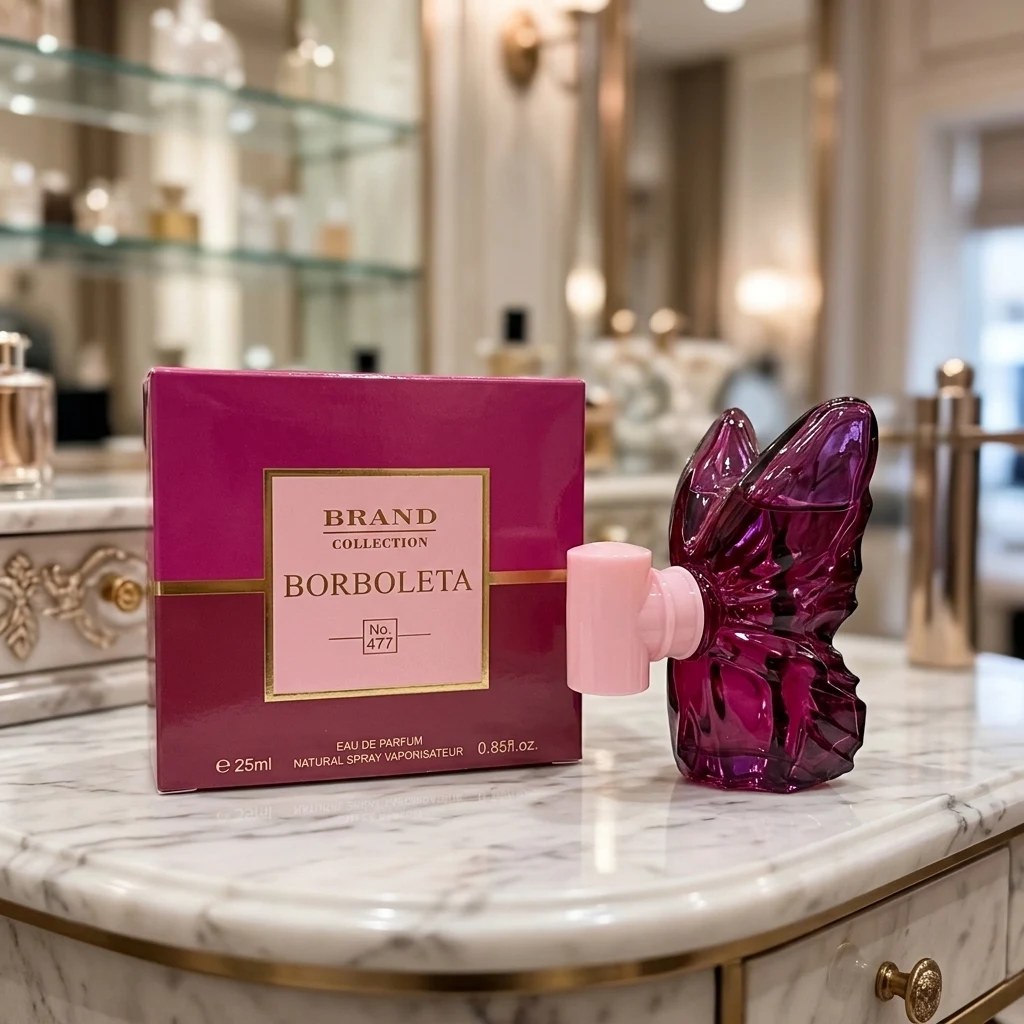 BRAND
COLLECTION
BORBOLETA
No.
477
EAU DE PARFUM
NATURAL SPRAY VAPORISATEUR
℮ 25ml
0.85fl.oz.